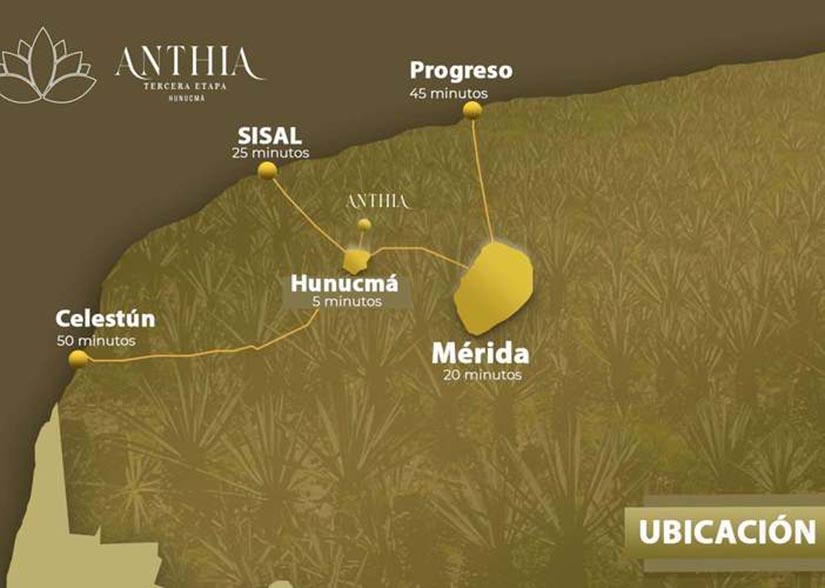 ANTHIA
TERCERA ETAPA
HUNUCMÁ
Progreso
45 minutos
SISAL
25 minutos
ANTHIA
Hunucmá
5 minutos
Celestún
50 minutos
Mérida
20 minutos
UBICACIÓN